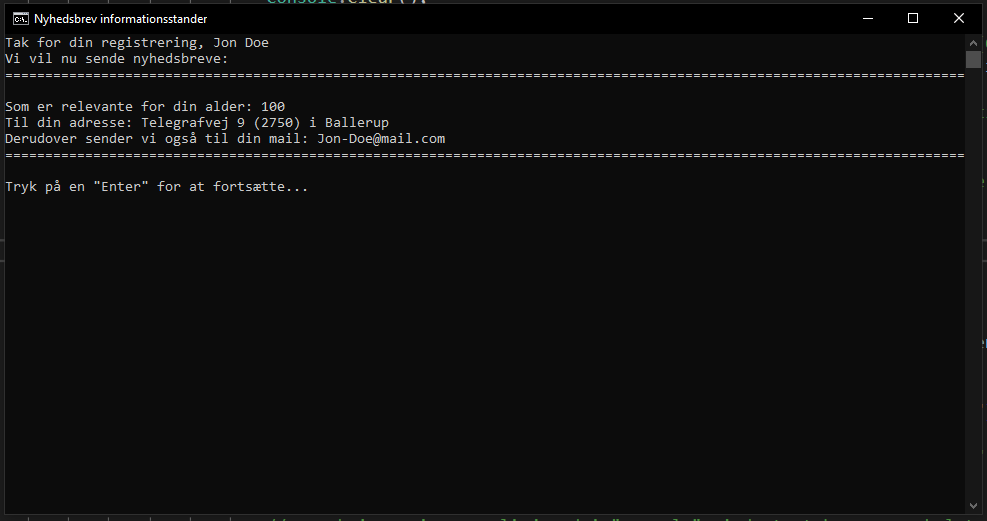 Console.Clear();
Nyhedsbrev informationsstander
Tak for din registrering, Jon Doe
Vi vil nu sende nyhedsbreve:
========================================================================================================================
Som er relevante for din alder: 100
Til din adresse: Telegrafvej 9 (2750) i Ballerup
Derudover sender vi også til din mail: Jon-Doe@mail.com
========================================================================================================================
Tryk på en "Enter" for at fortsætte...